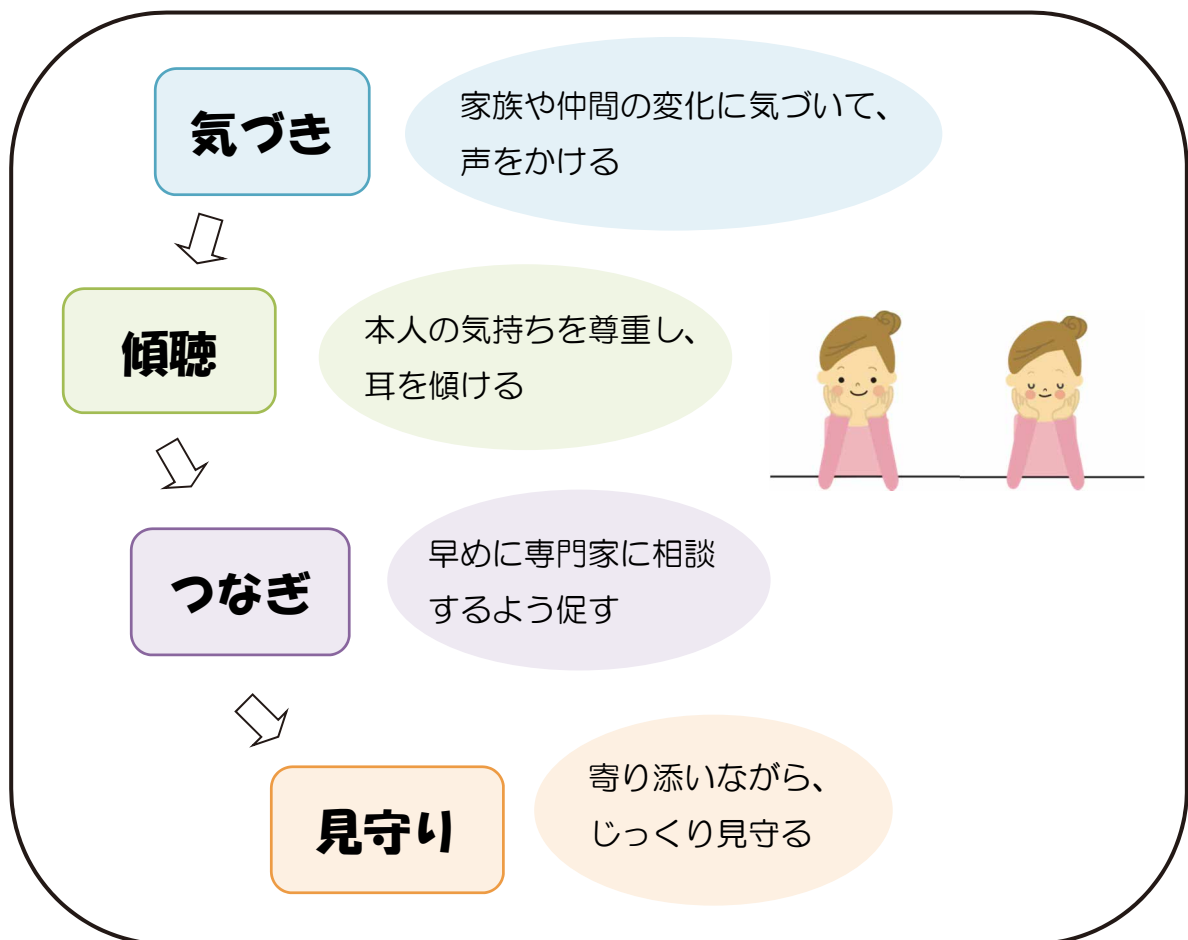 気づき
家族や仲間の変化に気づいて、
声をかける
傾聴
本人の気持ちを尊重し、
耳を傾ける
つなぎ
早めに専門家に相談
するよう促す
見守り
寄り添いながら、
じっくり見守る